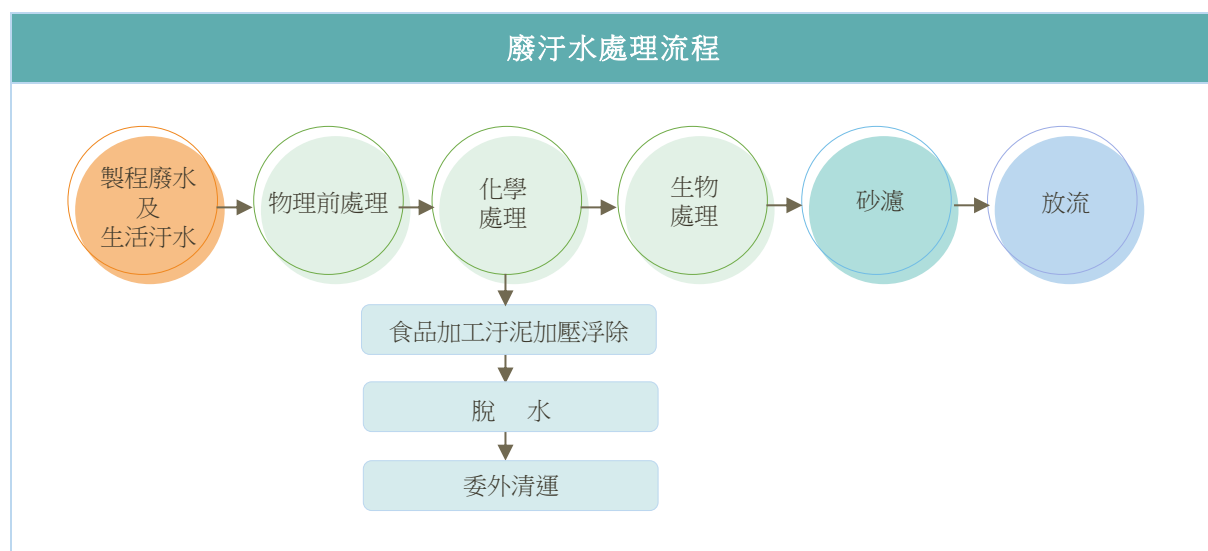 廢汙水處理流程
製程廢水
及
生活汙水
物理前處理
化學
處理
生物
處理
砂濾
放流
食品加工汙泥加壓浮除
脫 水
委外清運